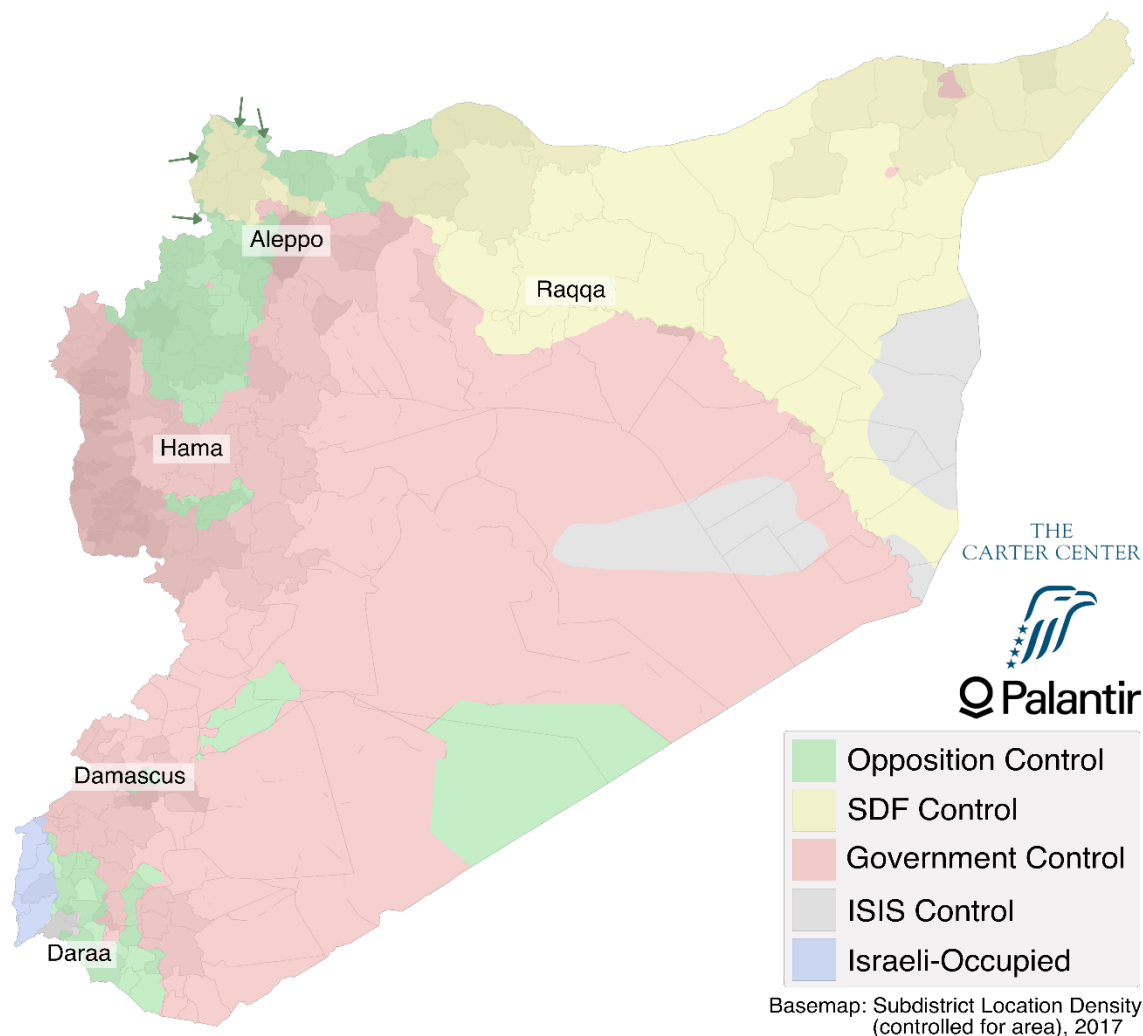 Aleppo
Raqqa
Hama
THE
CARTER CENTER
Palantir
Damascus
Opposition Control
SDF Control
Government Control
ISIS Control
Israeli-Occupied
Daraa
Basemap: Subdistrict Location Density
(controlled for area), 2017